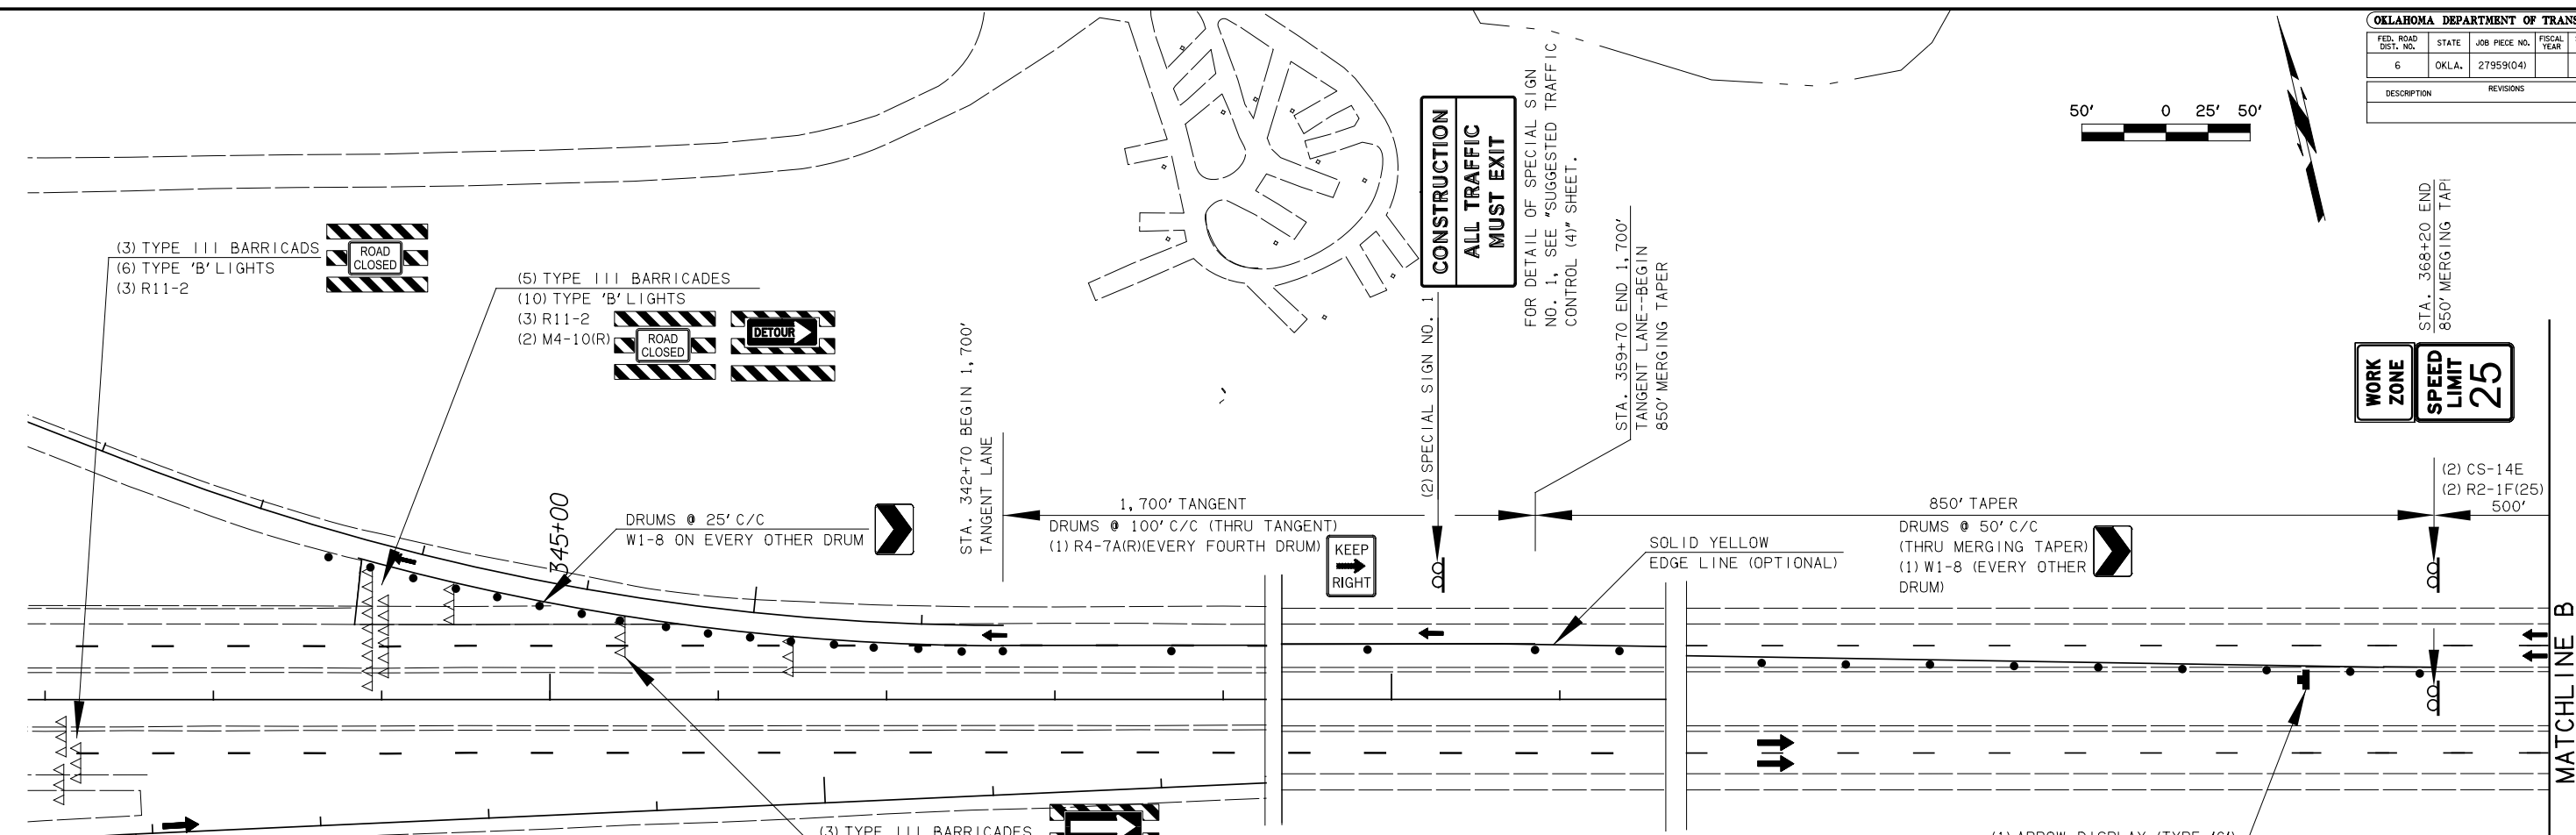 OKLAHOMA DEPARTMENT OF
FED. ROAD DIST. NO.
STATE
JOB PIECE NO.
FISCAL YEAR
6
OKLA.
27959(04)
DESCRIPTION
REVISIONS
50' 0 25' 50'
(3) TYPE III BARRICADS
(6) TYPE 'B' LIGHTS
(3) R11-2
ROAD
CLOSED
(5) TYPE III BARRICADES
(10) TYPE 'B' LIGHTS
(3) R11-2
(2) M4-10(R)
ROAD
CLOSED
DETOUR
CONSTRUCTION
ALL TRAFFIC
MUST EXIT
FOR DETAIL OF SPECIAL SIGN
NO. 1, SEE "SUGGESTED TRAFFIC
CONTROL (4)" SHEET.
(2) SPECIAL SIGN NO. 1
STA. 342+70 BEGIN 1,700'
TANGENT LANE
STA. 359+70 END 1,700'
TANGENT LANE--BEGIN
850' MERGING TAPER
STA. 368+20 END
850' MERGING
WORK
ZONE
SPEED
LIMIT
25
345+00
DRUMS @ 25' C/C
W1-8 ON EVERY OTHER DRUM
1,700' TANGENT
DRUMS @ 100' C/C (THRU TANGENT)
(1) R4-7A(R)(EVERY FOURTH DRUM)
KEEP
RIGHT
SOLID YELLOW
EDGE LINE (OPTIONAL)
850' TAPER
DRUMS @ 50' C/C
(THRU MERGING TAPER)
(1) W1-8 (EVERY OTHER
DRUM)
(2) CS-14E
(2) R2-1F(25)
500'
MATCHLINE B
(3) TYPE III BARRICADES
(1) ARROW DISPLAY (TYPE 'C')